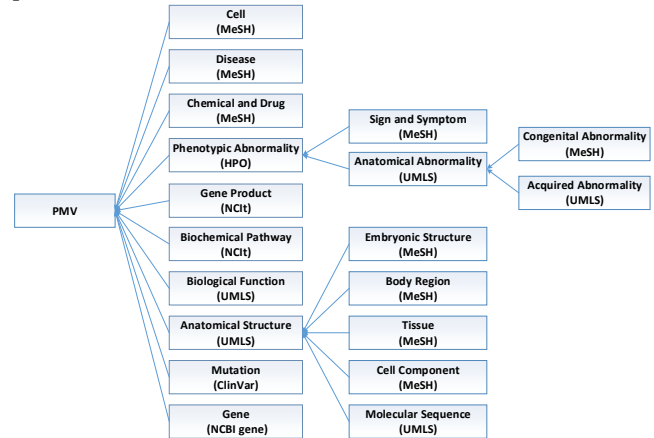 Cell
(MeSH)
Disease
(MeSH)
Chemical and Drug
(MeSH)
Phenotypic Abnormality
(HPO)
Gene Product
(NCIt)
Biochemical Pathway
(NCIt)
Biological Function
(UMLS)
Anatomical Structure
(UMLS)
Mutation
(ClinVar)
Gene
(NCBI gene)
PMV
Sign and Symptom
(MeSH)
Anatomical Abnormality
(UMLS)
Congenital Abnormality
(MeSH)
Acquired Abnormality
(UMLS)
Embryonic Structure
(MeSH)
Body Region
(MeSH)
Tissue
(MeSH)
Cell Component
(MeSH)
Molecular Sequence
(UMLS)